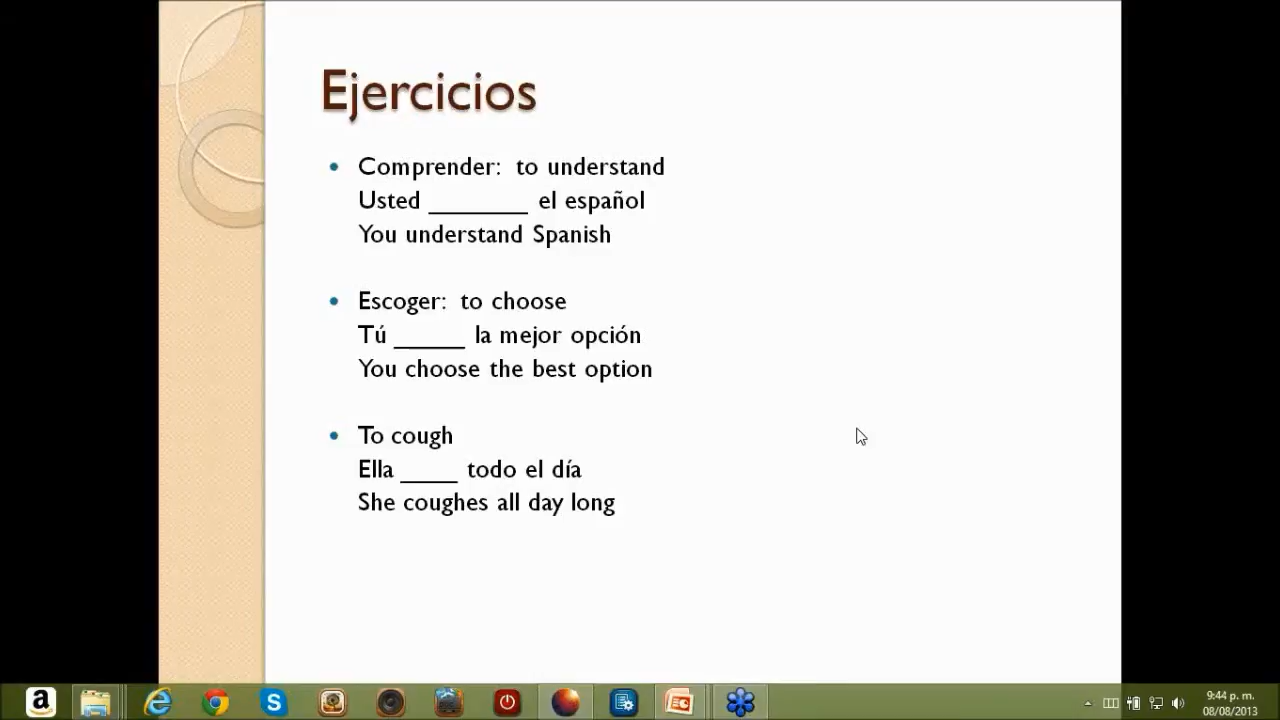 Ejercicios
Comprender: to understand
Usted ________ el español
You understand Spanish
Escoger: to choose
Tú _____ la mejor opción
You choose the best option
To cough
Ella ____ todo el día
She coughes all day long
9:44 p. m.
08/08/2013